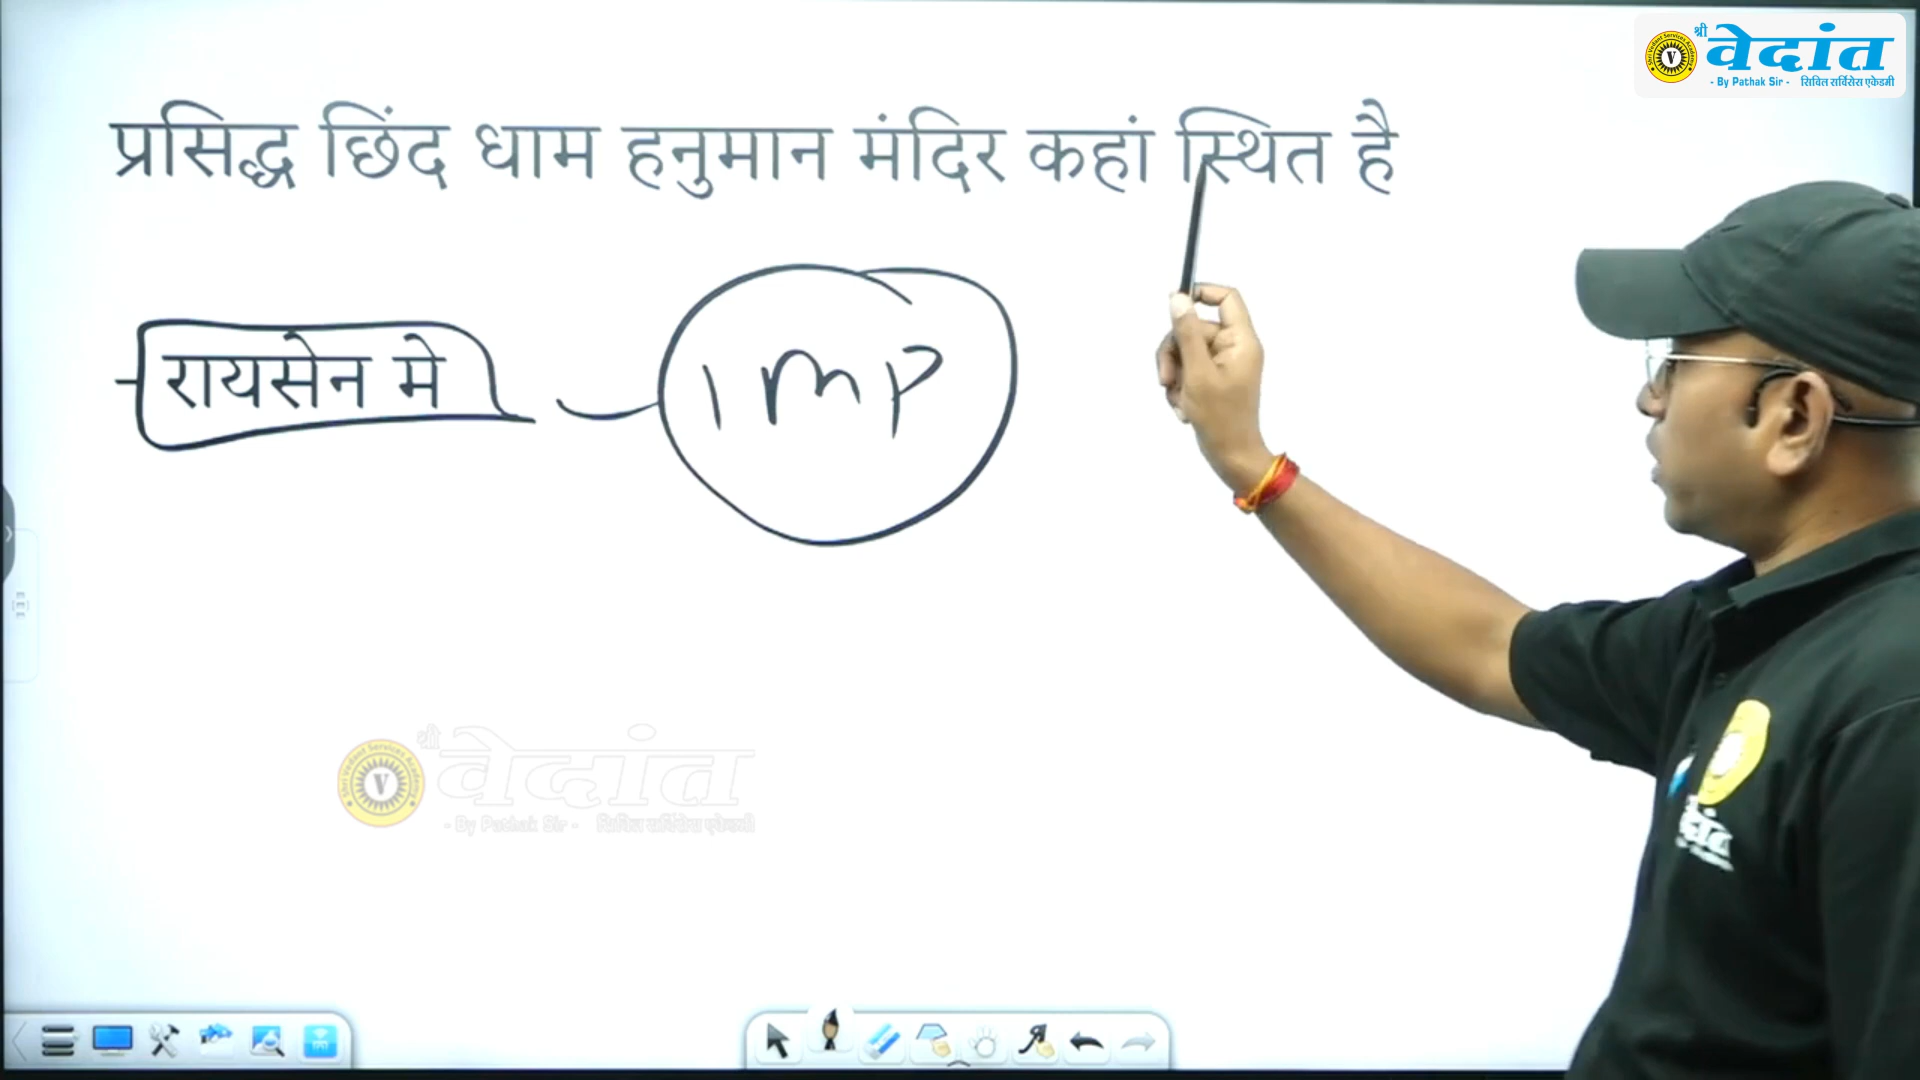 श्री वेदांत
- By Pathak Sir - सिविल सर्विसेस एकेडमी
प्रसिद्ध छिंद धाम हनुमान मंदिर कहां स्थित है
रायसेन मे
IMP
श्री वेदांत
- By Pathak Sir - सिविल सर्विसेस एकेडमी
V
V